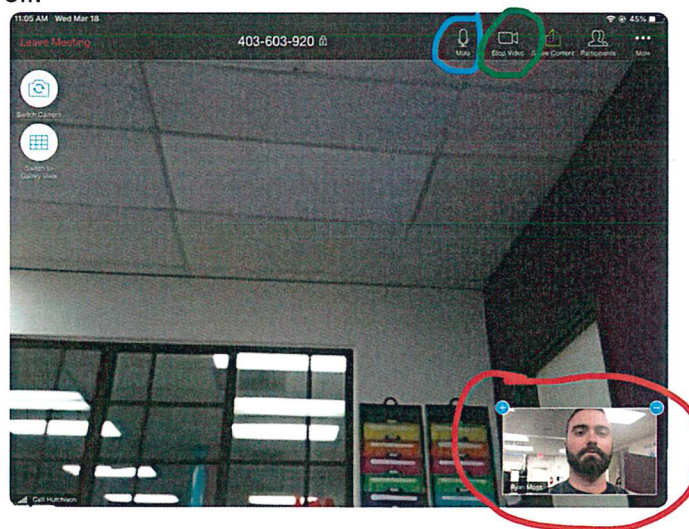 11:05 AM Wed Mar 18
45%
Leave Meeting
403-603-920
Mute
Stop Video
Share Content
Participants
More
Switch Camera
Switch to
Gallery View
Ryan Moss
Calli Hutchison